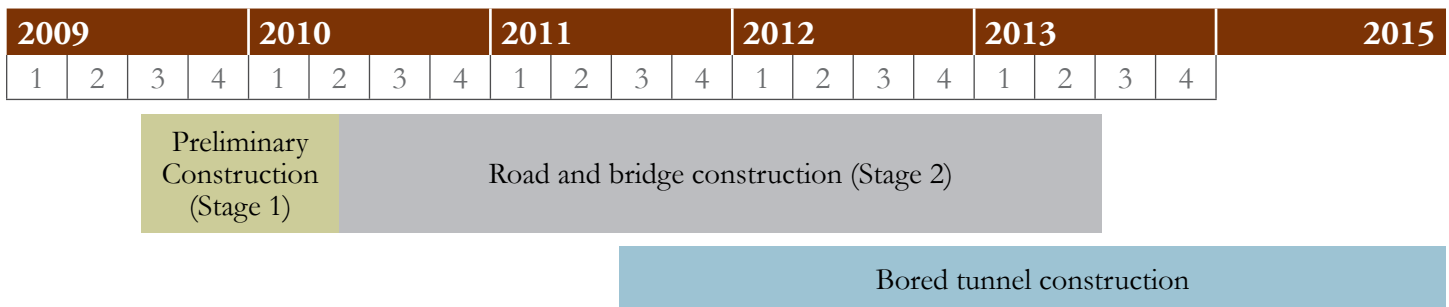 2009 2010 2011 2012 2013 2015
1 2 3 4 1 2 3 4 1 2 3 4 1 2 3 4 1 2 3 4
Preliminary
Construction
(Stage 1)
Road and bridge construction (Stage 2)
Bored tunnel construction